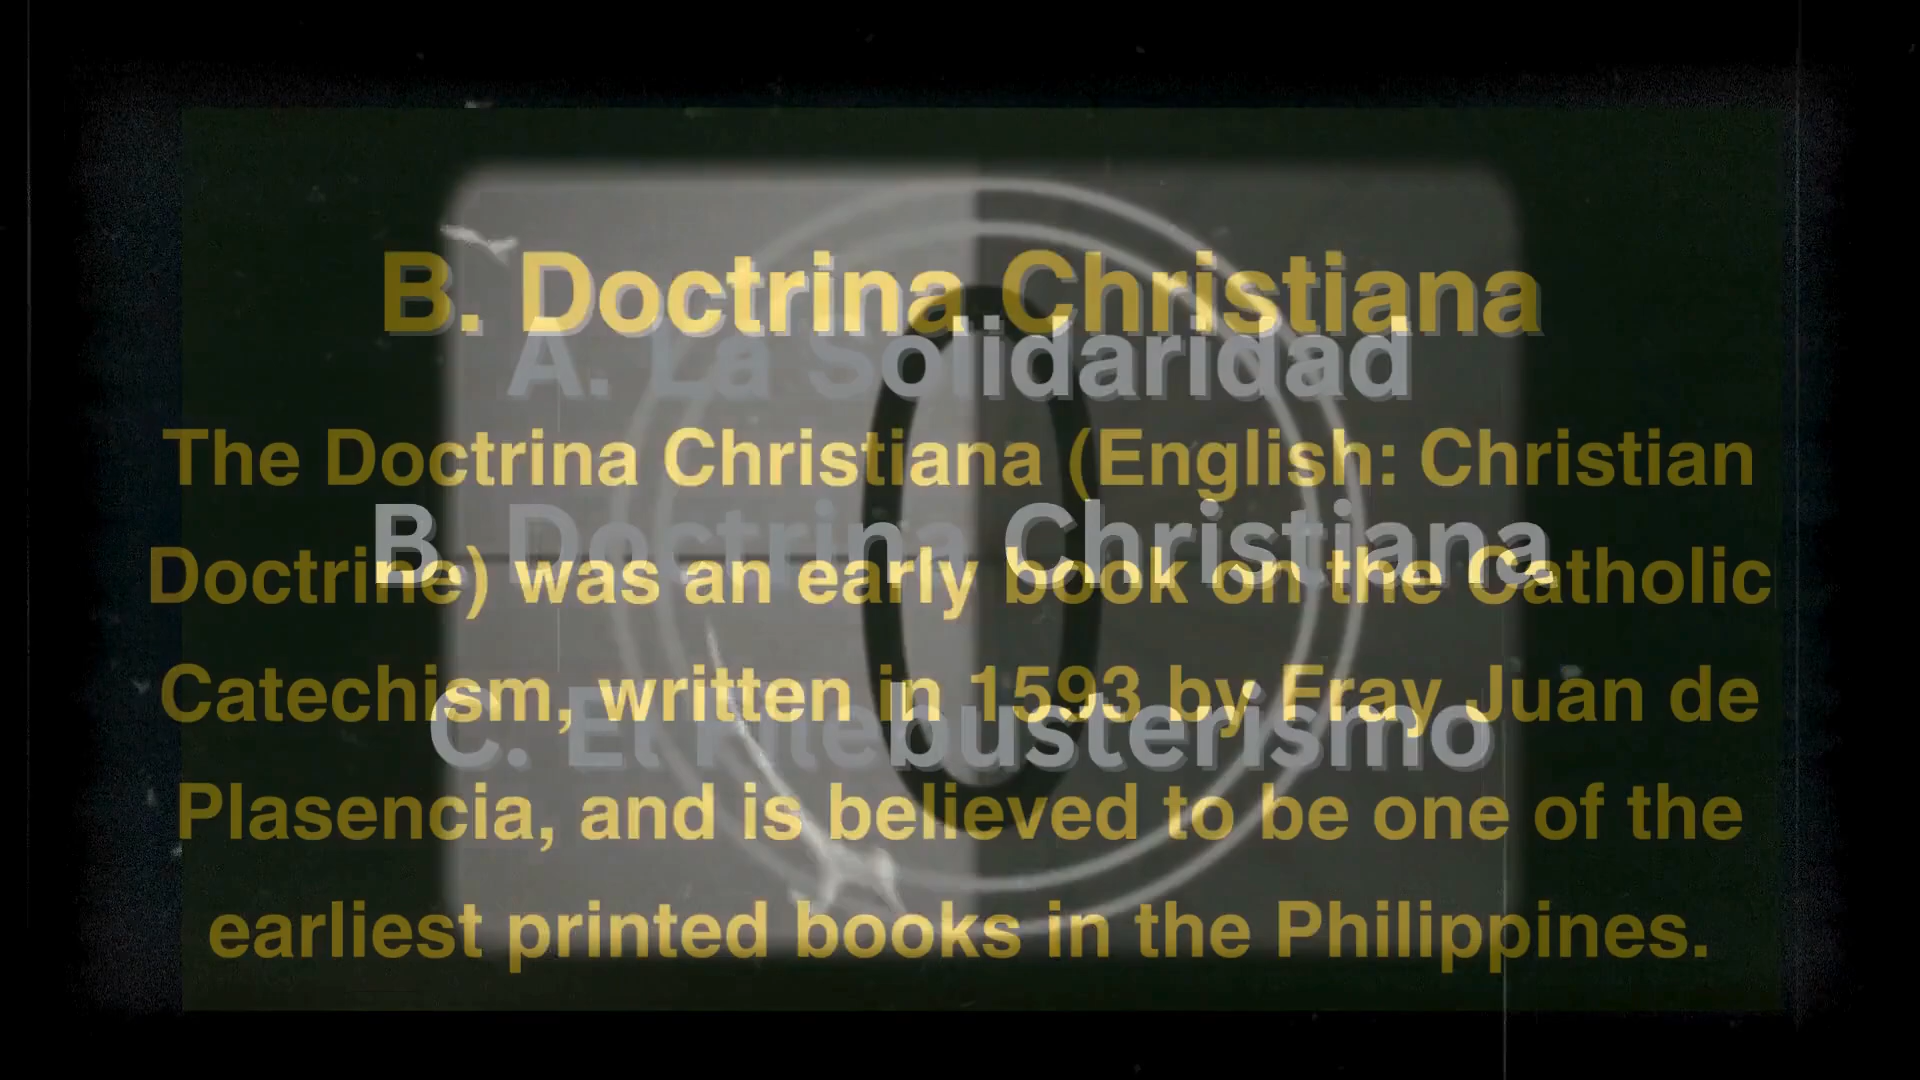 B. Doctrina Christiana
A. La Solidaridad
The Doctrina Christiana (English: Christian
B. Doctrina Christiana
Doctrine) was an early book on the Catholic
Catechism, written in 1593 by Fray Juan de
C. El Filebusterismo
Plasencia, and is believed to be one of the
earliest printed books in the Philippines.
0